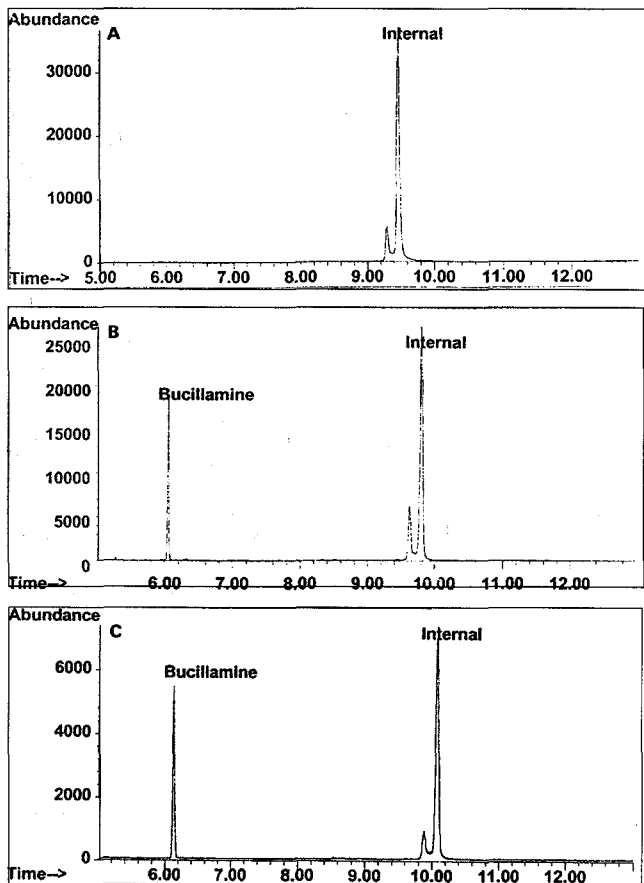 Abundance
A
Internal
30000
20000
10000
0
Time--> 5.00 6.00 7.00 8.00 9.00 10.00 11.00 12.00
Abundance
B
Internal
25000
Bucillamine
20000
15000
10000
5000
0
Time--> 6.00 7.00 8.00 9.00 10.00 11.00 12.00
Abundance
C
Internal
6000
Bucillamine
4000
2000
0
Time--> 6.00 7.00 8.00 9.00 10.00 11.00 12.00